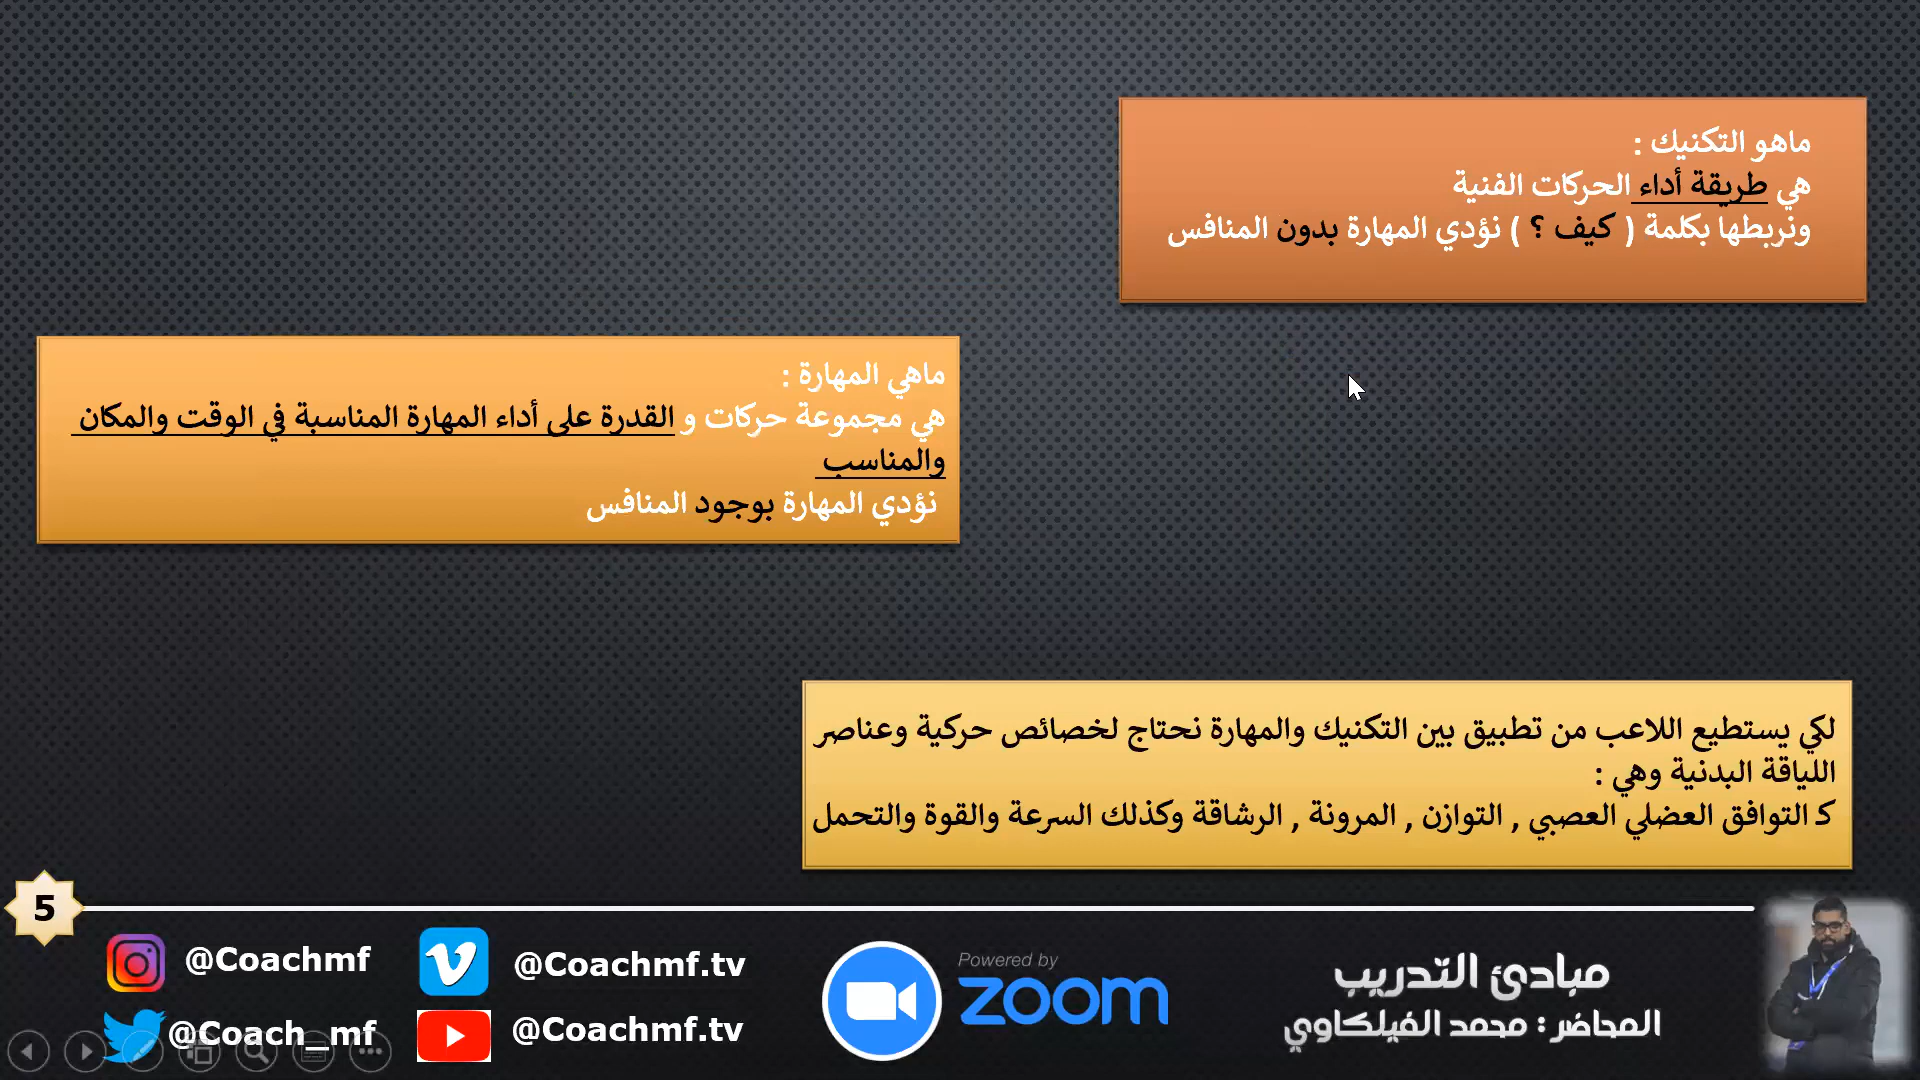 ماهو التكنيك :
هي طريقة أداء الحركات الفنية
ونربطها بكلمة ( كيف ؟ ) نؤدي المهارة بدون المنافس
ماهي المهارة :
هي مجموعة حركات و القدرة على أداء المهارة المناسبة في الوقت والمكان
والمناسب
نؤدي المهارة بوجود المنافس
لكي يستطيع اللاعب من تطبيق بين التكنيك والمهارة نحتاج لخصائص حركية وعناصر
اللياقة البدنية وهي :
كـ التوافق العضلي العصبي , التوازن , المرونة , الرشاقة وكذلك السرعة والقوة والتحمل
5
@Coachmf
@Coachmf.tv
@Coach_mf
@Coachmf.tv
Powered by
zoom
مبادئ التدريب
المحاضر : محمد الفيلكاوي